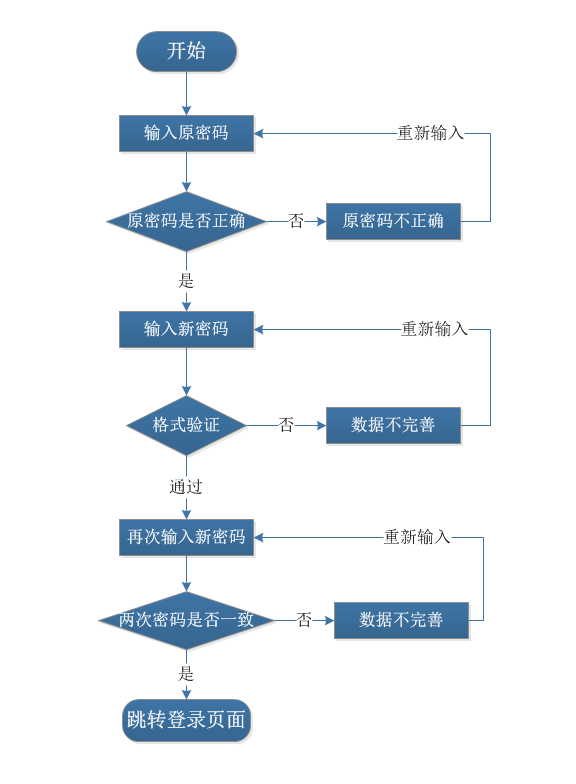 开始
输入原密码
重新输入
原密码是否正确
否
原密码不正确
是
输入新密码
重新输入
格式验证
否
数据不完善
通过
再次输入新密码
重新输入
两次密码是否一致
否
数据不完善
是
跳转登录页面